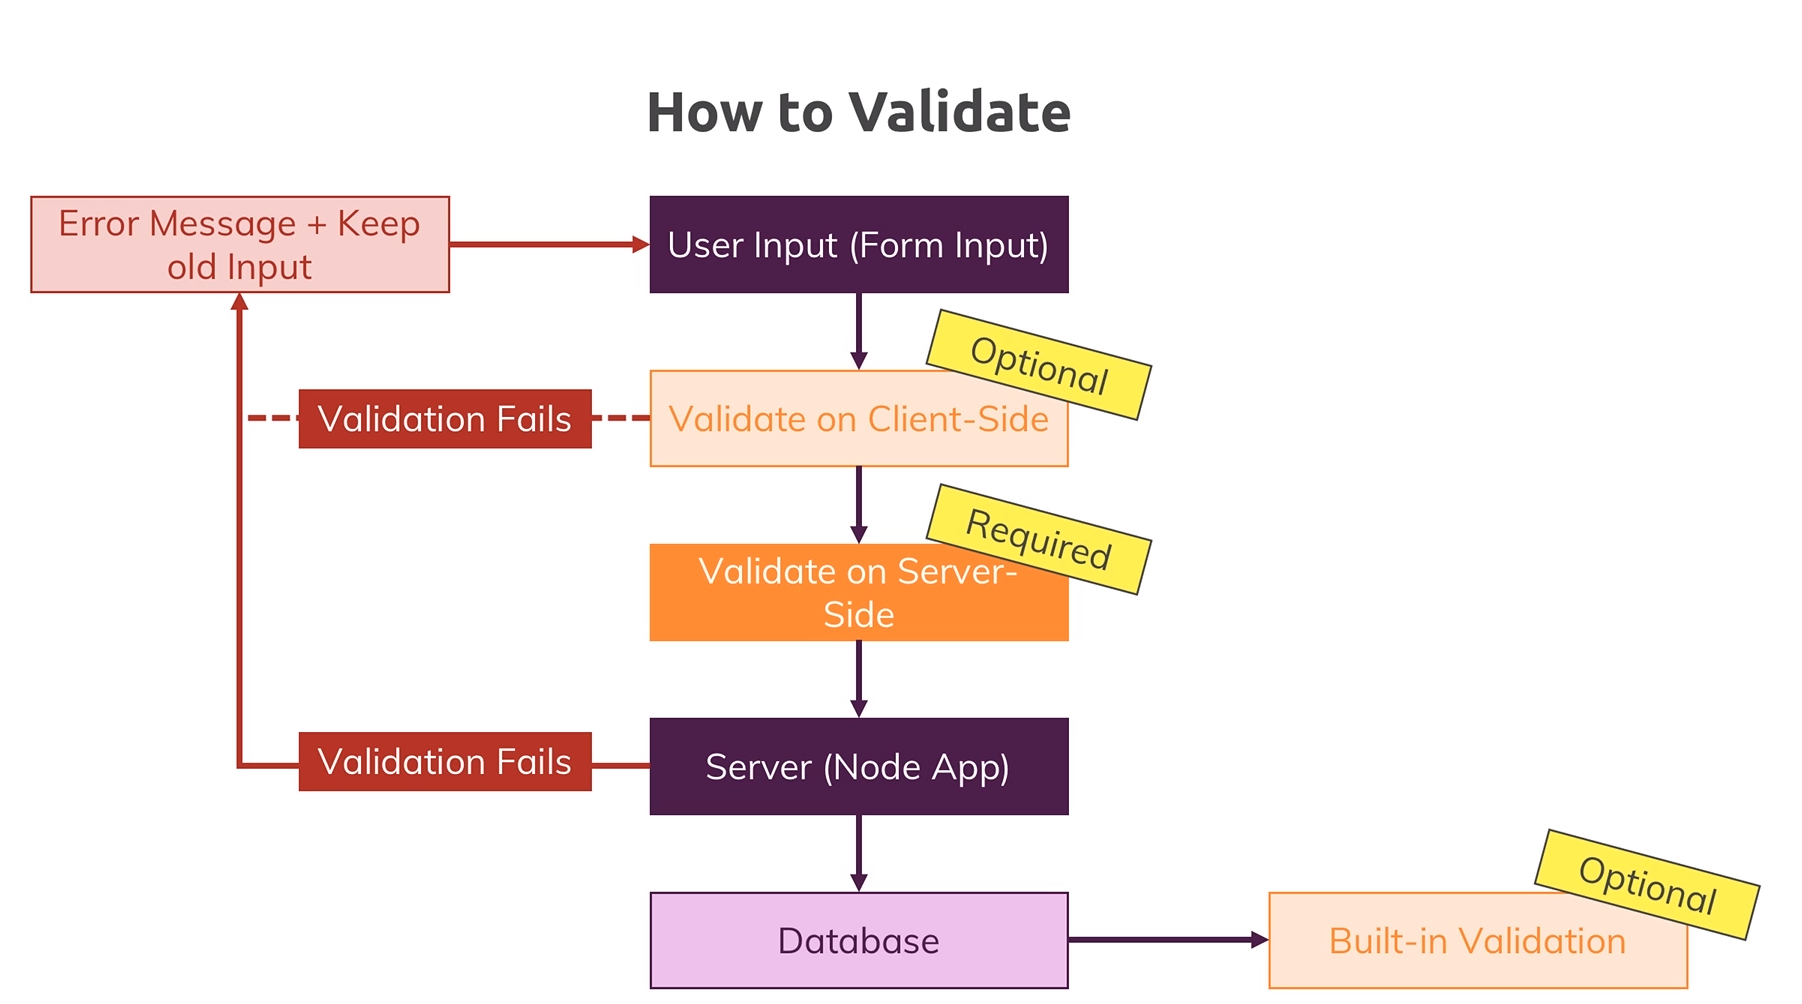 How to Validate
Error Message + Keep
old Input
User Input (Form Input)
Optional
Validation Fails
Validate on Client-Side
Required
Validate on Server-
Side
Validation Fails
Server (Node App)
Optional
Database
Built-in Validation